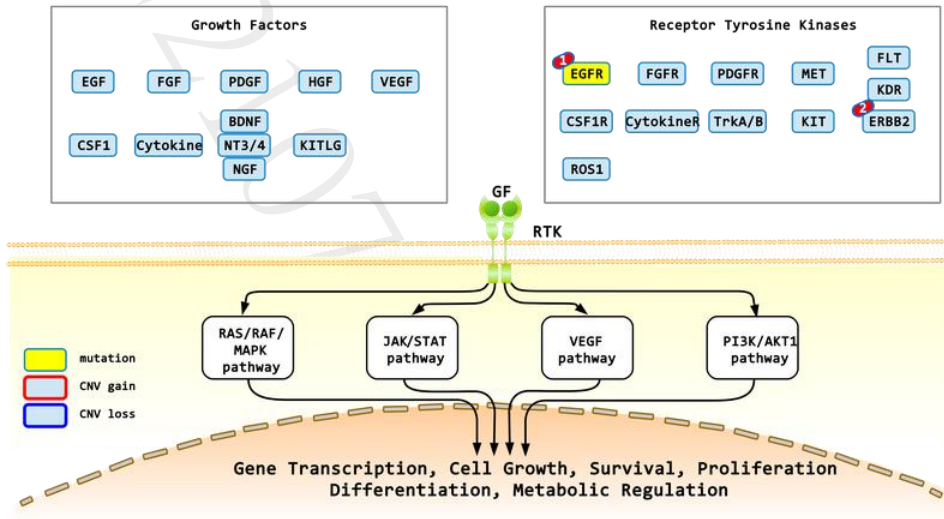 Growth Factors
EGF FGF PDGF HGF VEGF
BDNF
CSF1 Cytokine NT3/4 KITLG
NGF
Receptor Tyrosine Kinases
FLT
1
EGFR FGFR PDGFR MET
KDR
2
CSF1R CytokineR TrkA/B KIT ERBB2
ROS1
GF
RTK
RAS/RAF/
MAPK
pathway
JAK/STAT
pathway
VEGF
pathway
PI3K/AKT1
pathway
mutation
CNV gain
CNV loss
Gene Transcription, Cell Growth, Survival, Proliferation
Differentiation, Metabolic Regulation